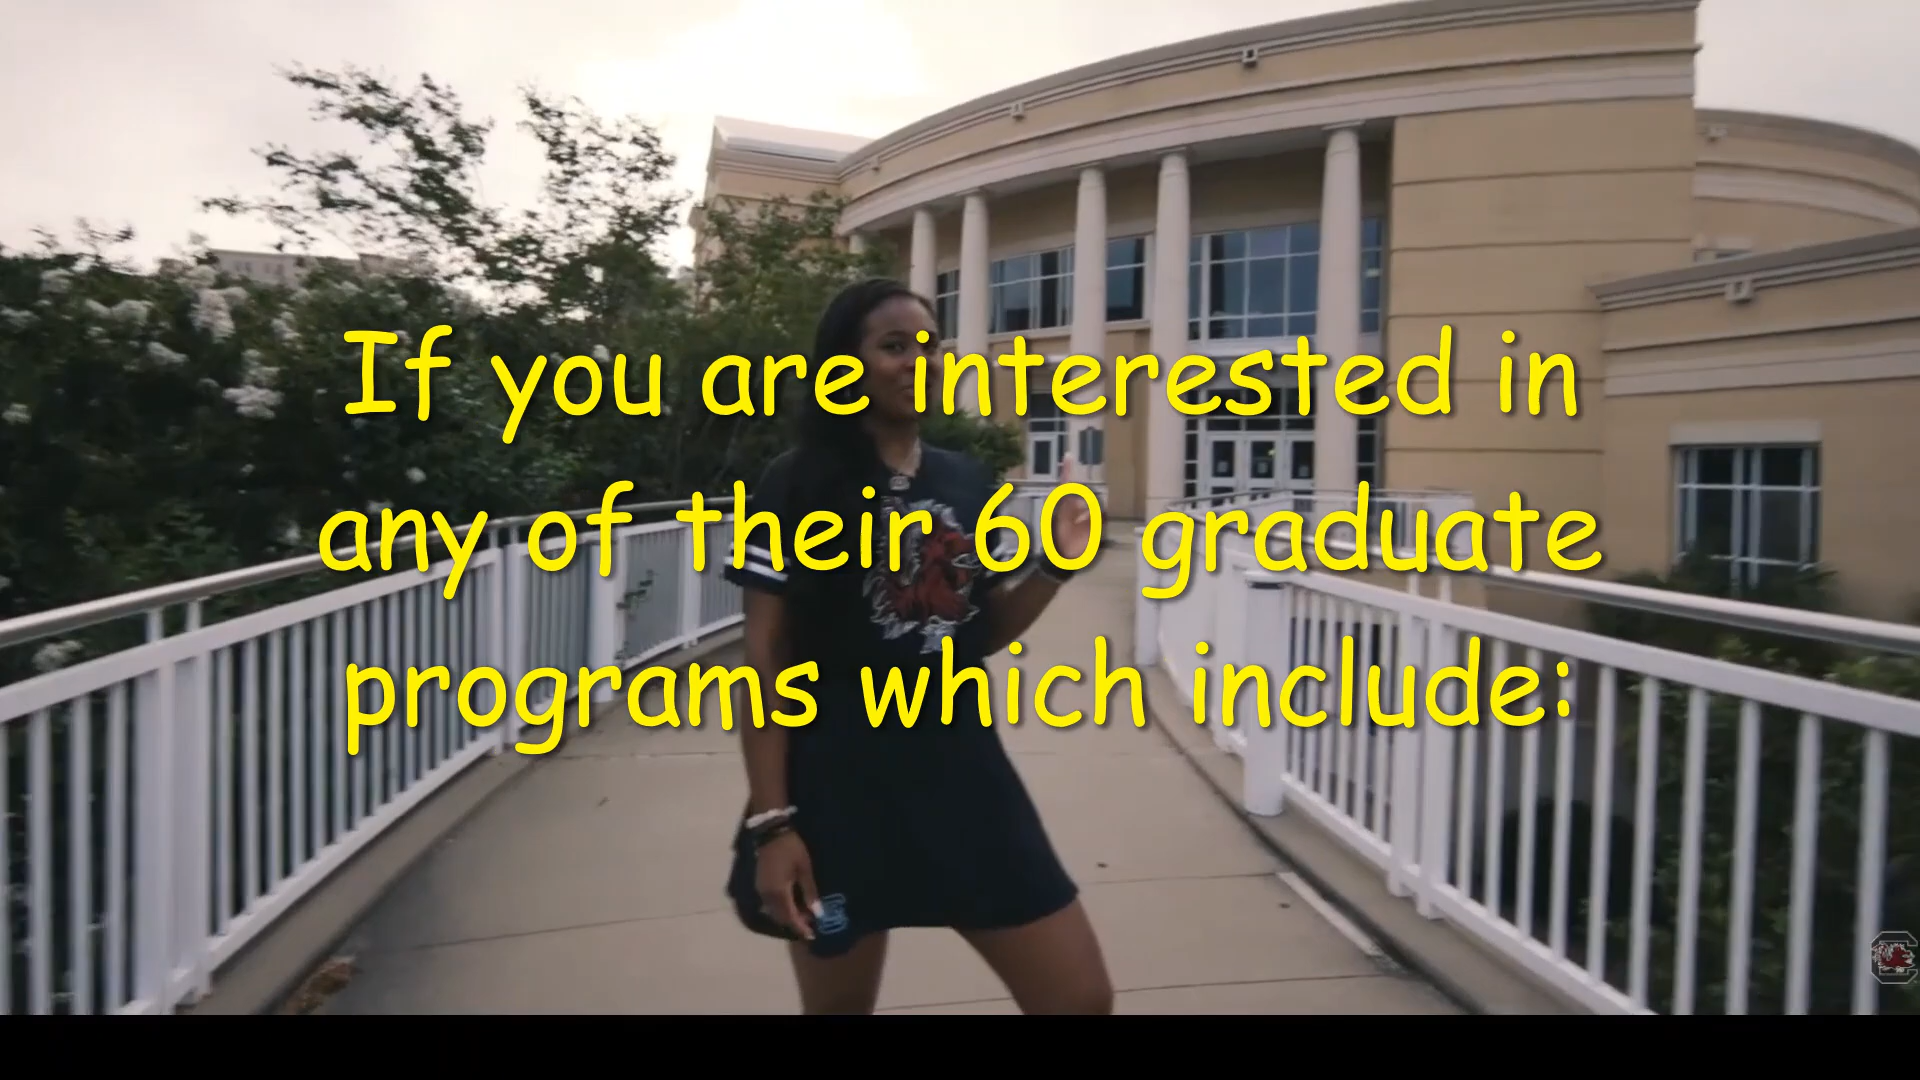 If you are interested in
any of their 60 graduate
programs which include: